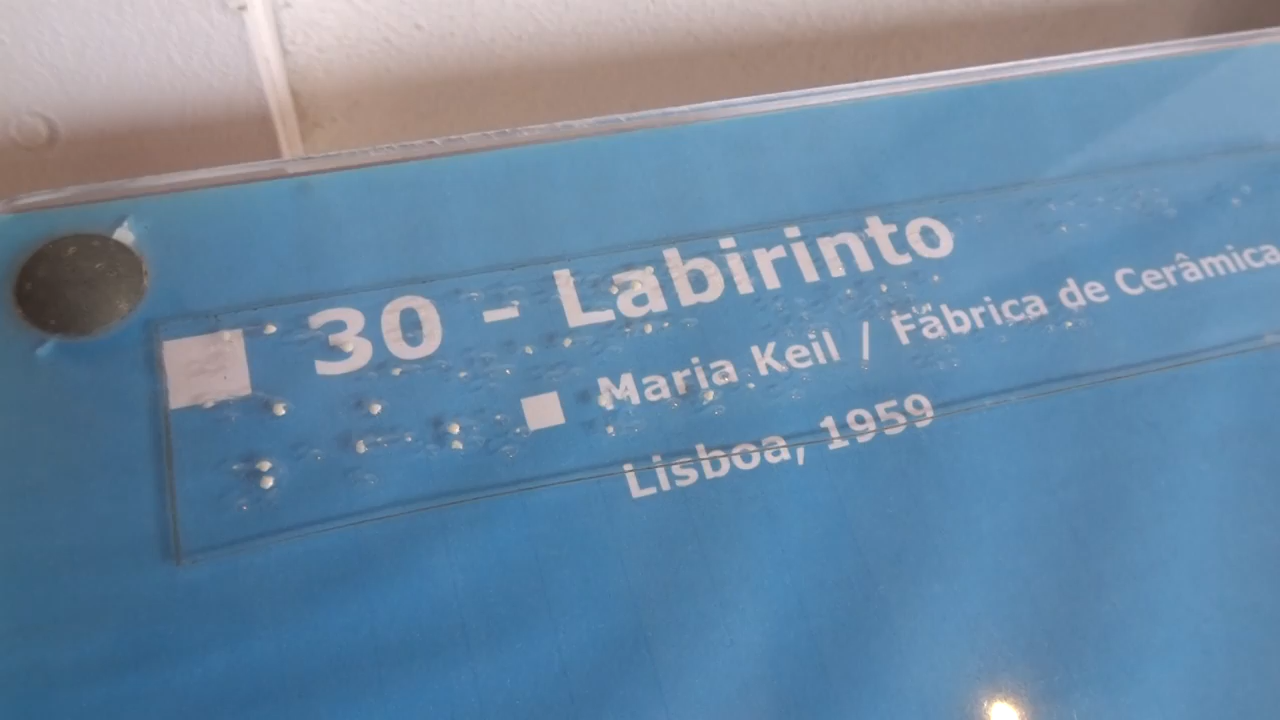 30 – Labirinto
Maria Keil / Fábrica de Cerâmica
Lisboa, 1959